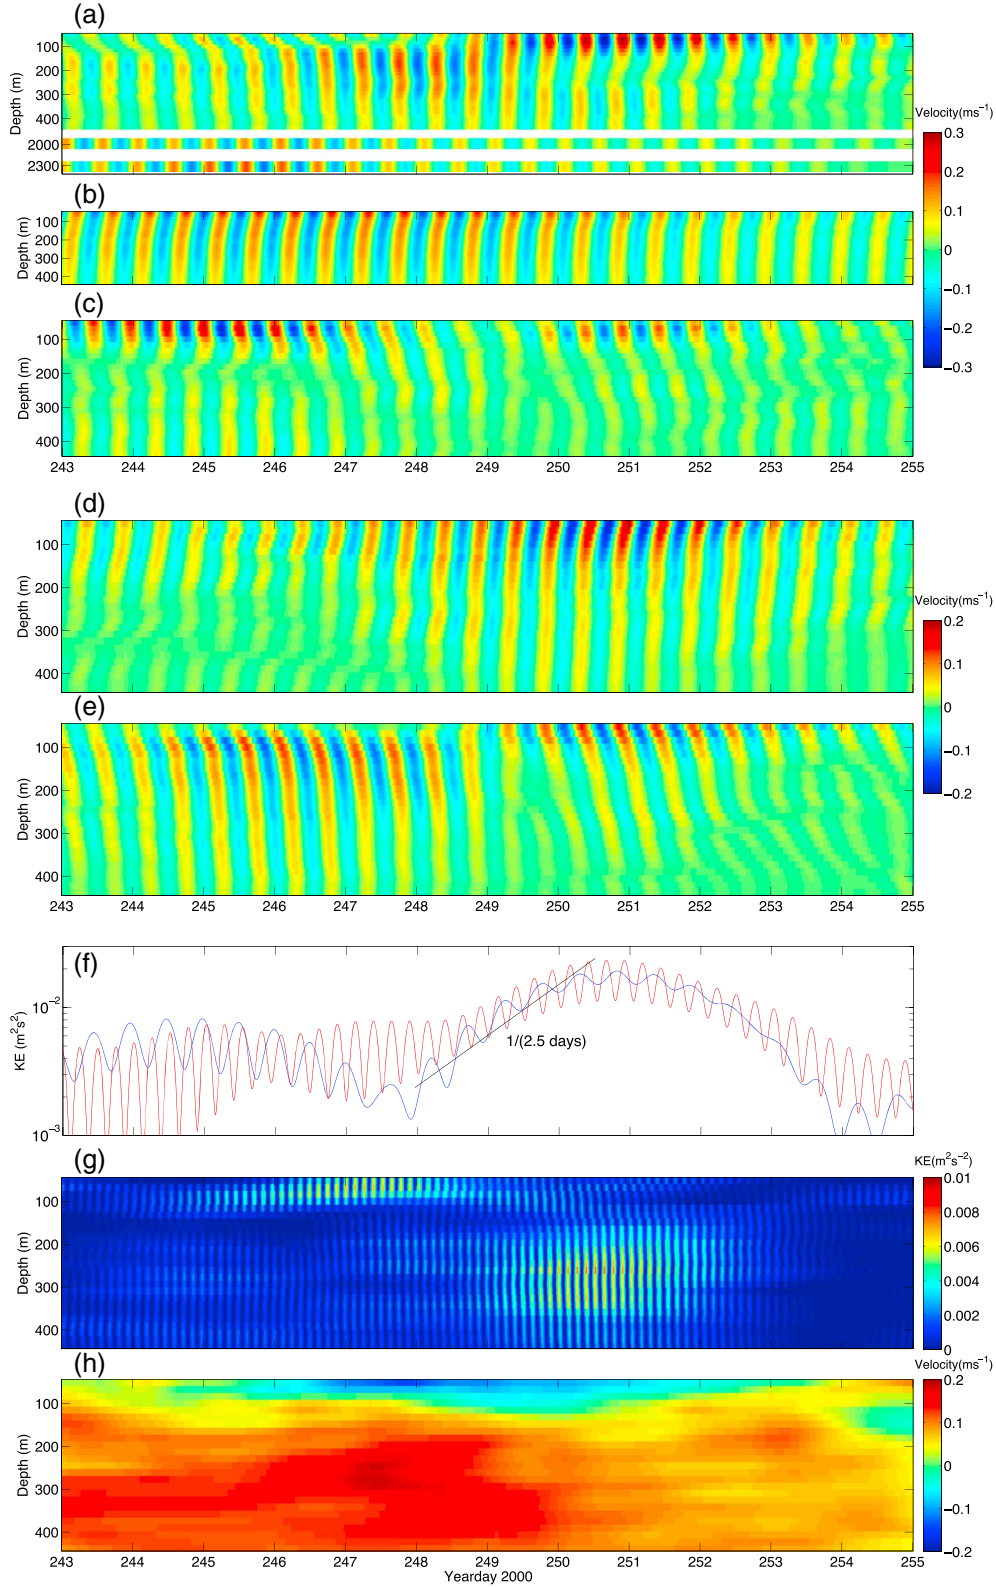 (a)
100
200
300
400
2000
2300
Depth (m)
Velocity(ms⁻¹)
0.3
0.2
0.1
0
−0.1
−0.2
−0.3
(b)
100
200
300
400
Depth (m)
(c)
100
200
300
400
Depth (m)
243 244 245 246 247 248 249 250 251 252 253 254 255
(d)
100
200
300
400
Depth (m)
Velocity(ms⁻¹)
0.2
0.1
0
−0.1
−0.2
(e)
100
200
300
400
Depth (m)
243 244 245 246 247 248 249 250 251 252 253 254 255
(f)
10⁻²
10⁻³
KE (m²s²)
1/(2.5 days)
(g)
100
200
300
400
Depth (m)
KE(m²s⁻²)
0.01
0.008
0.006
0.004
0.002
0
(h)
100
200
300
400
Depth (m)
Velocity(ms⁻¹)
0.2
0.1
0
−0.1
−0.2
243 244 245 246 247 248 249 250 251 252 253 254 255
Yearday 2000